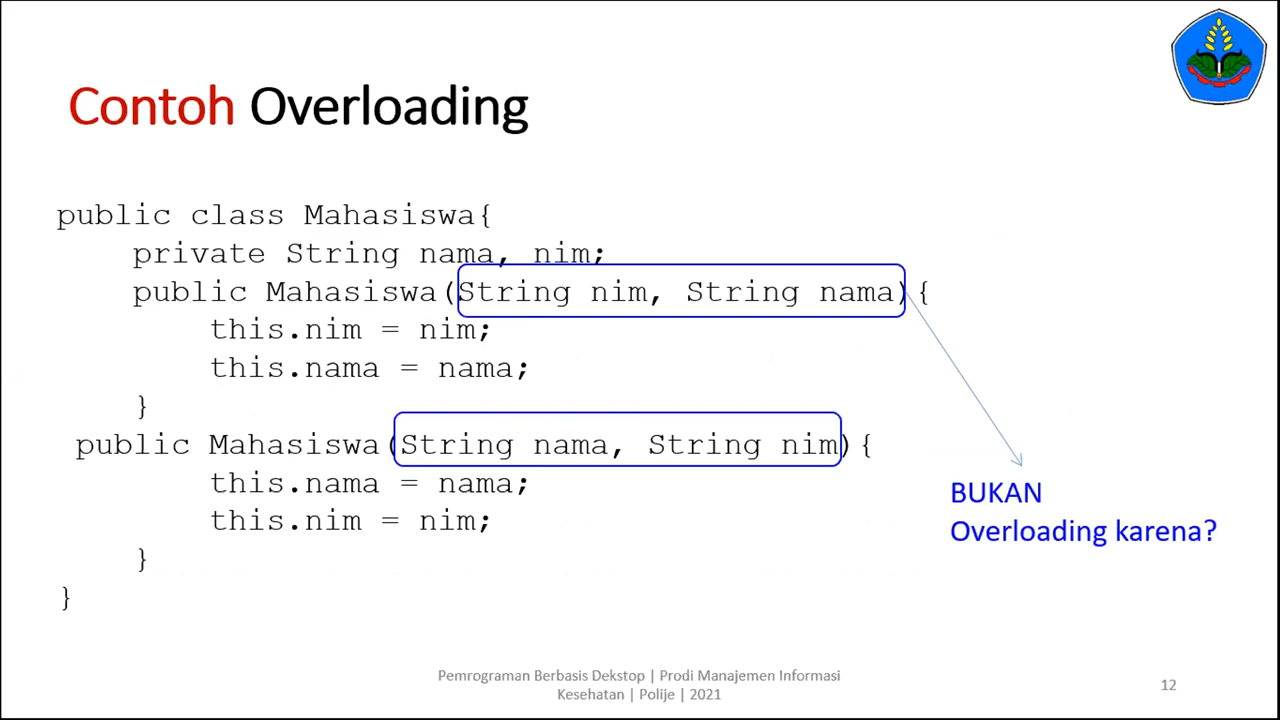 Contoh Overloading
public class Mahasiswa{
private String nama, nim;
public Mahasiswa(String nim, String nama){
this.nim = nim;
this.nama = nama;
}
public Mahasiswa(String nama, String nim){
this.nama = nama;
this.nim = nim;
}
}
BUKAN
Overloading karena?
Pemrograman Berbasis Dekstop | Prodi Manajemen Informasi
Kesehatan | Polije | 2021
12